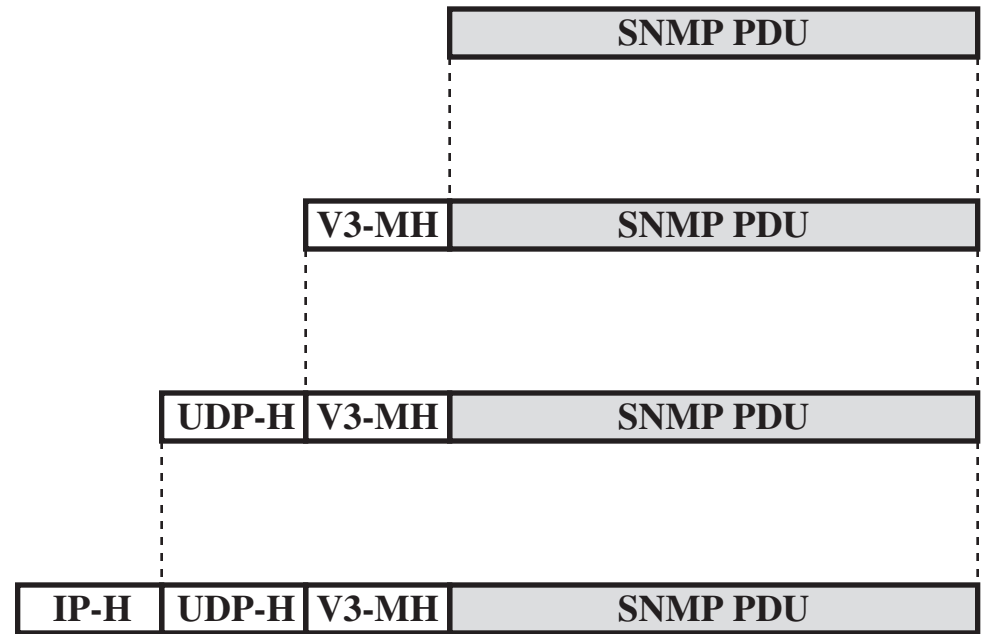 SNMP PDU
V3-MH SNMP PDU
UDP-H V3-MH SNMP PDU
IP-H UDP-H V3-MH SNMP PDU